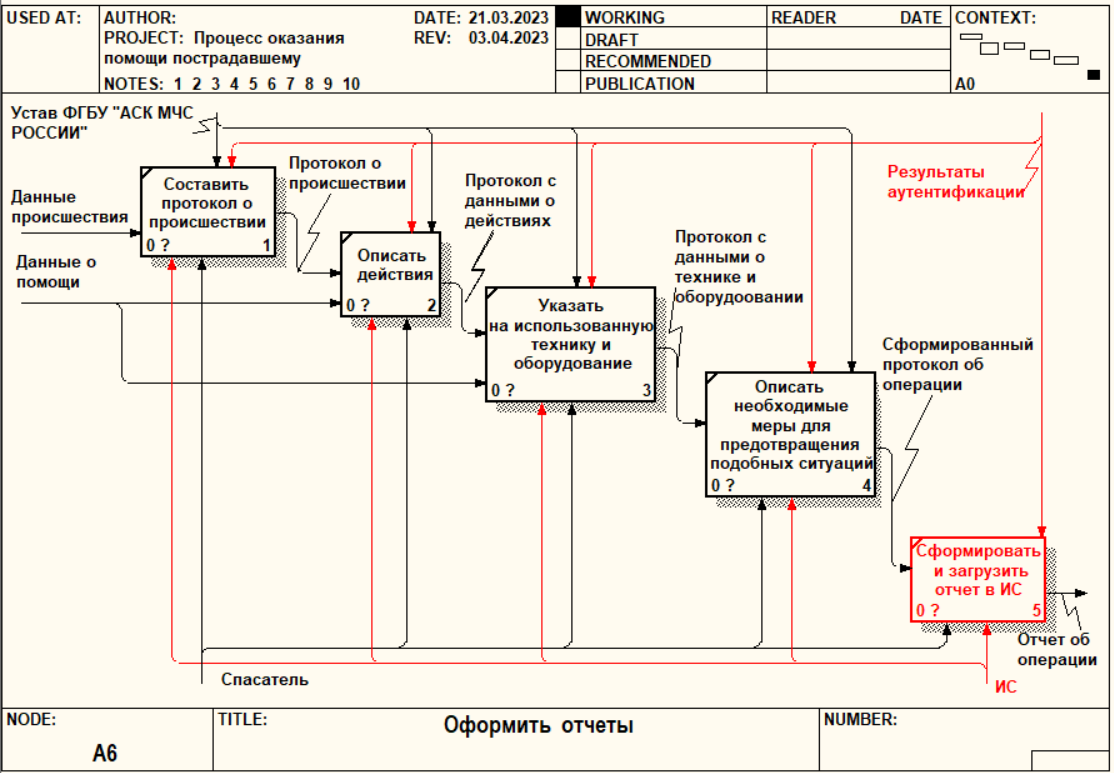 USED AT:
AUTHOR:
DATE: 21.03.2023
PROJECT: Процесс оказания
помощи пострадавшему
REV: 03.04.2023
NOTES: 1 2 3 4 5 6 7 8 9 10
WORKING
DRAFT
RECOMMENDED
PUBLICATION
READER
DATE
CONTEXT:
A0
Устав ФГБУ "АСК МЧС
РОССИИ"
Данные
происшествия
Данные о
помощи
Составить
протокол о
происшествии
0 ?
1
Протокол о
происшествии
Описать
действия
0 ?
2
Протокол с
данными о
действиях
Указать
на использованную
технику и
оборудование
0 ?
3
Протокол с
данными о
технике и
оборудоовании
Описать
необходимые
меры для
предотвращения
подобных ситуаций
0 ?
4
Результаты
аутентификации
Сформированный
протокол об
операции
Сформировать
и загрузить
отчет в ИС
0 ?
5
Отчет об
операции
Спасатель
ИС
NODE:
A6
TITLE:
Оформить отчеты
NUMBER: